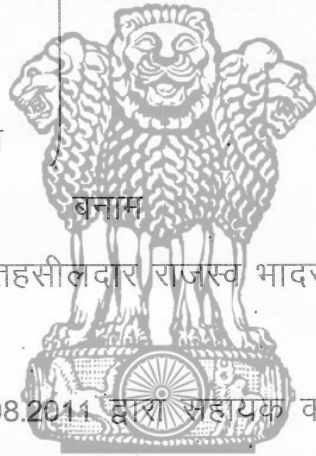 बनाम
तहसीलदार राजस्व भादर
08.2011 द्वारा सहायक क